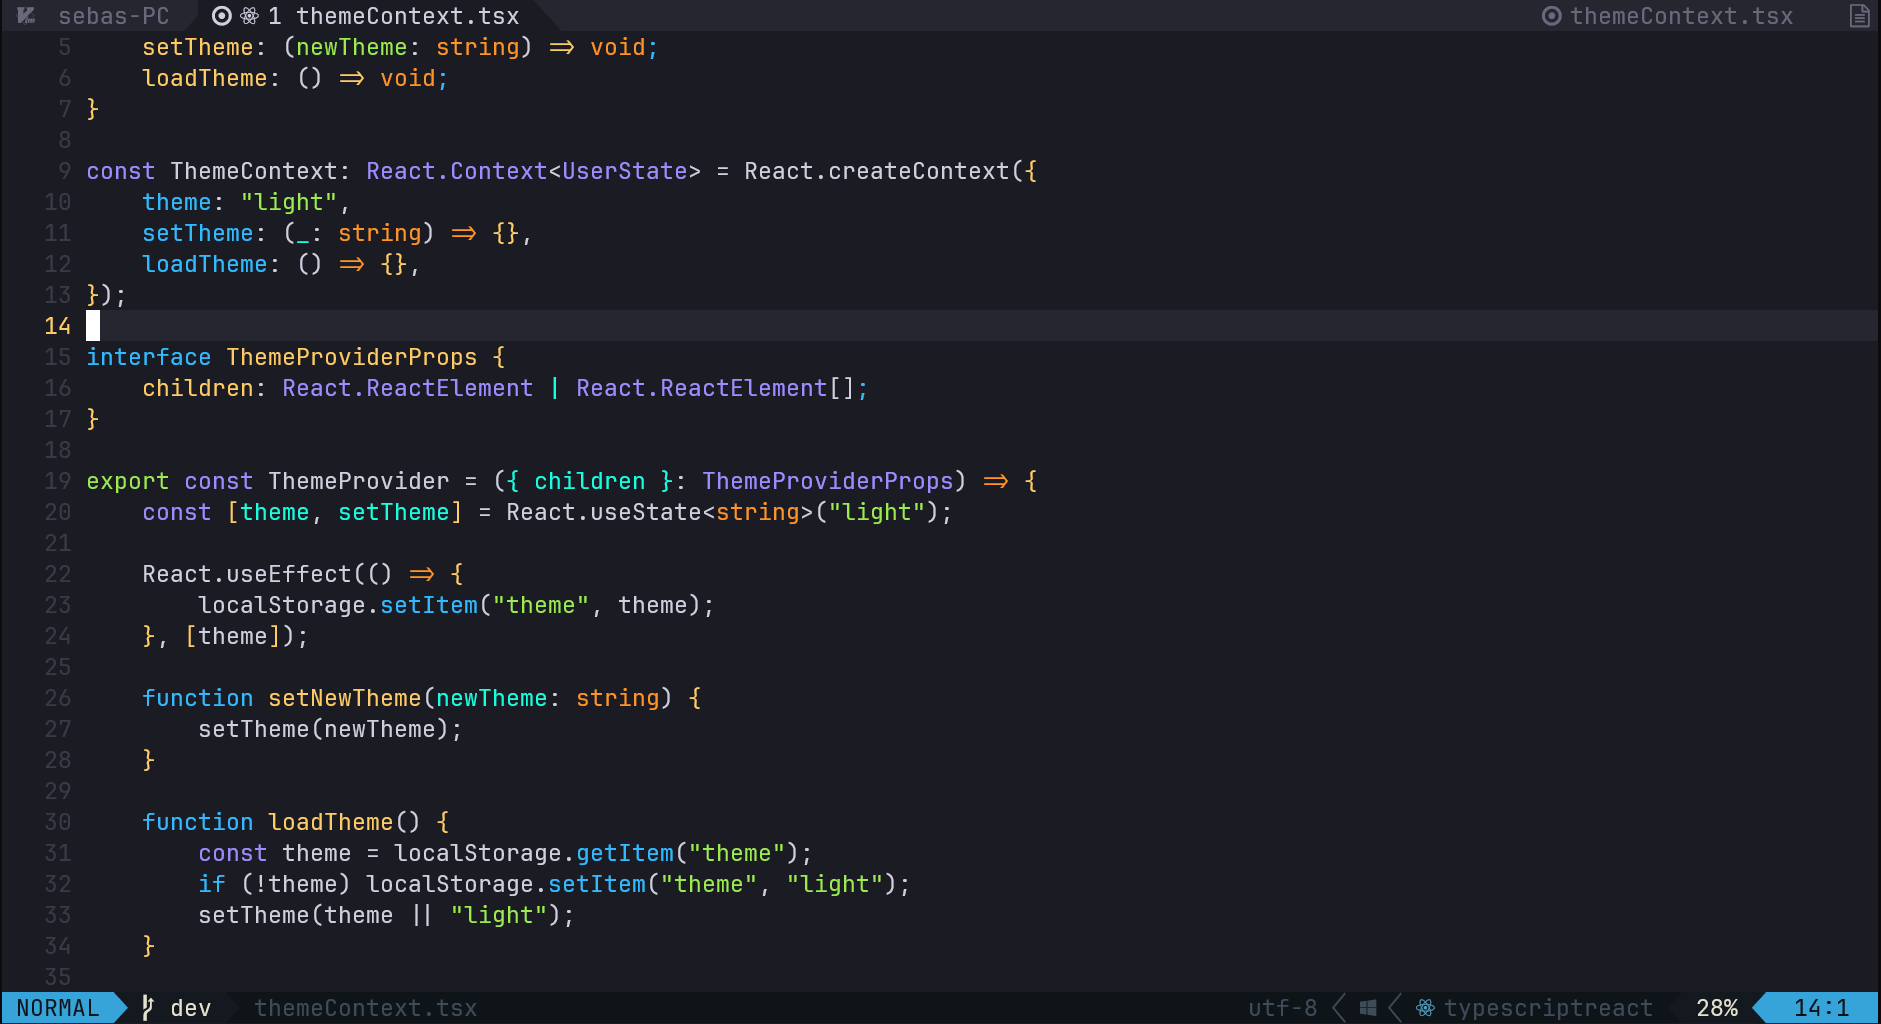 sebas-PC 1 themeContext.tsx themeContext.tsx
5 setTheme: (newTheme: string) => void;
6 loadTheme: () => void;
7 }
8
9 const ThemeContext: React.Context<UserState> = React.createContext({
10 theme: "light",
11 setTheme: (_: string) => {},
12 loadTheme: () => {},
13 });
14
15 interface ThemeProviderProps {
16 children: React.ReactElement | React.ReactElement[];
17 }
18
19 export const ThemeProvider = ({ children }: ThemeProviderProps) => {
20 const [theme, setTheme] = React.useState<string>("light");
21
22 React.useEffect(() => {
23 localStorage.setItem("theme", theme);
24 }, [theme]);
25
26 function setNewTheme(newTheme: string) {
27 setTheme(newTheme);
28 }
29
30 function loadTheme() {
31 const theme = localStorage.getItem("theme");
32 if (!theme) localStorage.setItem("theme", "light");
33 setTheme(theme || "light");
34 }
35
NORMAL dev themeContext.tsx utf-8 typescriptreact 28% 14:1